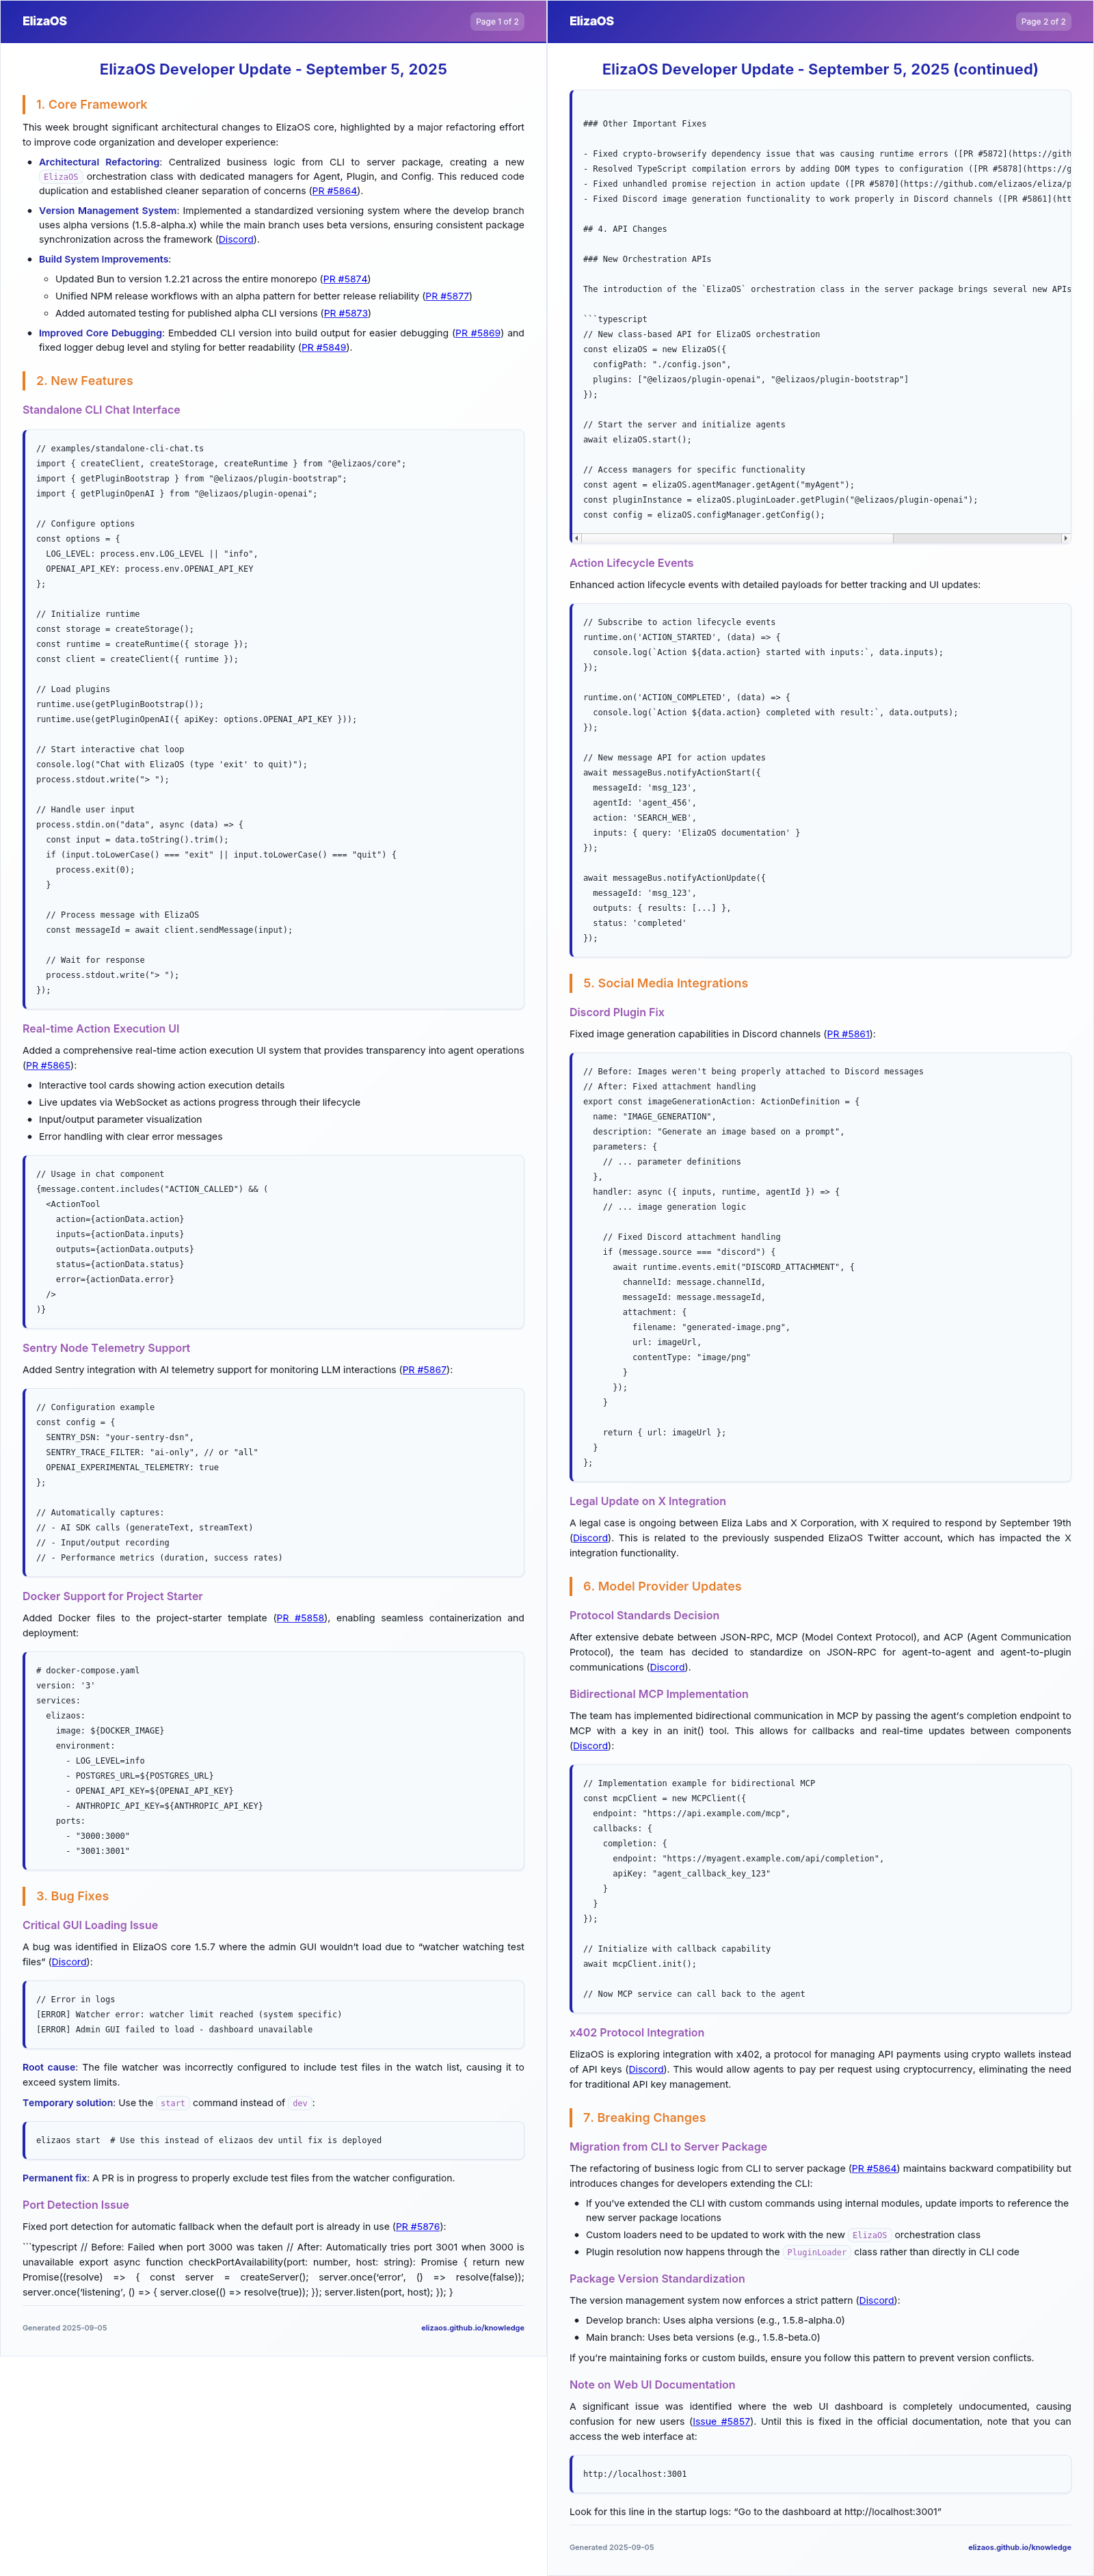 ElizaOS
Page 1 of 2
ElizaOS Developer Update - September 5, 2025
1. Core Framework
This week brought significant architectural changes to ElizaOS core, highlighted by a major refactoring effort
to improve code organization and developer experience:
• Architectural Refactoring: Centralized business logic from CLI to server package, creating a new
ElizaOS orchestration class with dedicated managers for Agent, Plugin, and Config. This reduced code
duplication and established cleaner separation of concerns (PR #5864).
• Version Management System: Implemented a standardized versioning system where the develop branch
uses alpha versions (1.5.8-alpha.x) while the main branch uses beta versions, ensuring consistent package
synchronization across the framework (Discord).
• Build System Improvements:
◦ Updated Bun to version 1.2.21 across the entire monorepo (PR #5874)
◦ Unified NPM release workflows with an alpha pattern for better release reliability (PR #5877)
◦ Added automated testing for published alpha CLI versions (PR #5873)
• Improved Core Debugging: Embedded CLI version into build output for easier debugging (PR #5869) and
fixed logger debug level and styling for better readability (PR #5849).
2. New Features
Standalone CLI Chat Interface
// examples/standalone-cli-chat.ts
import { createClient, createStorage, createRuntime } from "@elizaos/core";
import { getPluginBootstrap } from "@elizaos/plugin-bootstrap";
import { getPluginOpenAI } from "@elizaos/plugin-openai";
// Configure options
const options = {
  LOG_LEVEL: process.env.LOG_LEVEL || "info",
  OPENAI_API_KEY: process.env.OPENAI_API_KEY
};
// Initialize runtime
const storage = createStorage();
const runtime = createRuntime({ storage });
const client = createClient({ runtime });
// Load plugins
runtime.use(getPluginBootstrap());
runtime.use(getPluginOpenAI({ apiKey: options.OPENAI_API_KEY }));
// Start interactive chat loop
console.log("Chat with ElizaOS (type 'exit' to quit)");
process.stdout.write("> ");
// Handle user input
process.stdin.on("data", async (data) => {
  const input = data.toString().trim();
  if (input.toLowerCase() === "exit" || input.toLowerCase() === "quit") {
    process.exit(0);
  }
  // Process message with ElizaOS
  const messageId = await client.sendMessage(input);
  // Wait for response
  process.stdout.write("> ");
});
Real-time Action Execution UI
Added a comprehensive real-time action execution UI system that provides transparency into agent operations
(PR #5865):
• Interactive tool cards showing action execution details
• Live updates via WebSocket as actions progress through their lifecycle
• Input/output parameter visualization
• Error handling with clear error messages
// Usage in chat component
{message.content.includes("ACTION_CALLED") && (
  <ActionTool
    action={actionData.action}
    inputs={actionData.inputs}
    outputs={actionData.outputs}
    status={actionData.status}
    error={actionData.error}
  />
)}
Sentry Node Telemetry Support
Added Sentry integration with AI telemetry support for monitoring LLM interactions (PR #5867):
// Configuration example
const config = {
  SENTRY_DSN: "your-sentry-dsn",
  SENTRY_TRACE_FILTER: "ai-only", // or "all"
  OPENAI_EXPERIMENTAL_TELEMETRY: true
};
// Automatically captures:
// - AI SDK calls (generateText, streamText)
// - Input/output recording
// - Performance metrics (duration, success rates)
Docker Support for Project Starter
Added Docker files to the project-starter template (PR #5858), enabling seamless containerization and
deployment:
# docker-compose.yaml
version: '3'
services:
  elizaos:
    image: ${DOCKER_IMAGE}
    environment:
      - LOG_LEVEL=info
      - POSTGRES_URL=${POSTGRES_URL}
      - OPENAI_API_KEY=${OPENAI_API_KEY}
      - ANTHROPIC_API_KEY=${ANTHROPIC_API_KEY}
    ports:
      - "3000:3000"
      - "3001:3001"
3. Bug Fixes
Critical GUI Loading Issue
A bug was identified in ElizaOS core 1.5.7 where the admin GUI wouldn’t load due to “watcher watching test
files” (Discord):
// Error in logs
[ERROR] Watcher error: watcher limit reached (system specific)
[ERROR] Admin GUI failed to load - dashboard unavailable
Root cause: The file watcher was incorrectly configured to include test files in the watch list, causing it to
exceed system limits.
Temporary solution: Use the start command instead of dev:
elizaos start  # Use this instead of elizaos dev until fix is deployed
Permanent fix: A PR is in progress to properly exclude test files from the watcher configuration.
Port Detection Issue
Fixed port detection for automatic fallback when the default port is already in use (PR #5876):
```typescript // Before: Failed when port 3000 was taken // After: Automatically tries port 3001 when 3000 is
unavailable export async function checkPortAvailability(port: number, host: string): Promise { return new
Promise((resolve) => { const server = createServer(); server.once(‘error’, () => resolve(false));
server.once(‘listening’, () => { server.close(() => resolve(true)); }); server.listen(port, host); }); }
Generated 2025-09-05
elizaos.github.io/knowledge
ElizaOS
Page 2 of 2
ElizaOS Developer Update - September 5, 2025 (continued)
### Other Important Fixes
- Fixed crypto-browserify dependency issue that was causing runtime errors ([PR #5872](https://gith
- Resolved TypeScript compilation errors by adding DOM types to configuration ([PR #5878](https://g
- Fixed unhandled promise rejection in action update ([PR #5870](https://github.com/elizaos/eliza/p
- Fixed Discord image generation functionality to work properly in Discord channels ([PR #5861](htt
## 4. API Changes
### New Orchestration APIs
The introduction of the `ElizaOS` orchestration class in the server package brings several new APIs
```typescript
// New class-based API for ElizaOS orchestration
const elizaOS = new ElizaOS({
  configPath: "./config.json",
  plugins: ["@elizaos/plugin-openai", "@elizaos/plugin-bootstrap"]
});
// Start the server and initialize agents
await elizaOS.start();
// Access managers for specific functionality
const agent = elizaOS.agentManager.getAgent("myAgent");
const pluginInstance = elizaOS.pluginLoader.getPlugin("@elizaos/plugin-openai");
const config = elizaOS.configManager.getConfig();
Action Lifecycle Events
Enhanced action lifecycle events with detailed payloads for better tracking and UI updates:
// Subscribe to action lifecycle events
runtime.on('ACTION_STARTED', (data) => {
  console.log(`Action ${data.action} started with inputs:`, data.inputs);
});
runtime.on('ACTION_COMPLETED', (data) => {
  console.log(`Action ${data.action} completed with result:`, data.outputs);
});
// New message API for action updates
await messageBus.notifyActionStart({
  messageId: 'msg_123',
  agentId: 'agent_456',
  action: 'SEARCH_WEB',
  inputs: { query: 'ElizaOS documentation' }
});
await messageBus.notifyActionUpdate({
  messageId: 'msg_123',
  outputs: { results: [...] },
  status: 'completed'
});
5. Social Media Integrations
Discord Plugin Fix
Fixed image generation capabilities in Discord channels (PR #5861):
// Before: Images weren't being properly attached to Discord messages
// After: Fixed attachment handling
export const imageGenerationAction: ActionDefinition = {
  name: "IMAGE_GENERATION",
  description: "Generate an image based on a prompt",
  parameters: {
    // ... parameter definitions
  },
  handler: async ({ inputs, runtime, agentId }) => {
    // ... image generation logic
    // Fixed Discord attachment handling
    if (message.source === "discord") {
      await runtime.events.emit("DISCORD_ATTACHMENT", {
        channelId: message.channelId,
        messageId: message.messageId,
        attachment: {
          filename: "generated-image.png",
          url: imageUrl,
          contentType: "image/png"
        }
      });
    }
    return { url: imageUrl };
  }
};
Legal Update on X Integration
A legal case is ongoing between Eliza Labs and X Corporation, with X required to respond by September 19th
(Discord). This is related to the previously suspended ElizaOS Twitter account, which has impacted the X
integration functionality.
6. Model Provider Updates
Protocol Standards Decision
After extensive debate between JSON-RPC, MCP (Model Context Protocol), and ACP (Agent Communication
Protocol), the team has decided to standardize on JSON-RPC for agent-to-agent and agent-to-plugin
communications (Discord).
Bidirectional MCP Implementation
The team has implemented bidirectional communication in MCP by passing the agent’s completion endpoint to
MCP with a key in an init() tool. This allows for callbacks and real-time updates between components
(Discord):
// Implementation example for bidirectional MCP
const mcpClient = new MCPClient({
  endpoint: "https://api.example.com/mcp",
  callbacks: {
    completion: {
      endpoint: "https://myagent.example.com/api/completion",
      apiKey: "agent_callback_key_123"
    }
  }
});
// Initialize with callback capability
await mcpClient.init();
// Now MCP service can call back to the agent
x402 Protocol Integration
ElizaOS is exploring integration with x402, a protocol for managing API payments using crypto wallets instead
of API keys (Discord). This would allow agents to pay per request using cryptocurrency, eliminating the need
for traditional API key management.
7. Breaking Changes
Migration from CLI to Server Package
The refactoring of business logic from CLI to server package (PR #5864) maintains backward compatibility but
introduces changes for developers extending the CLI:
• If you’ve extended the CLI with custom commands using internal modules, update imports to reference the
new server package locations
• Custom loaders need to be updated to work with the new ElizaOS orchestration class
• Plugin resolution now happens through the PluginLoader class rather than directly in CLI code
Package Version Standardization
The version management system now enforces a strict pattern (Discord):
• Develop branch: Uses alpha versions (e.g., 1.5.8-alpha.0)
• Main branch: Uses beta versions (e.g., 1.5.8-beta.0)
If you’re maintaining forks or custom builds, ensure you follow this pattern to prevent version conflicts.
Note on Web UI Documentation
A significant issue was identified where the web UI dashboard is completely undocumented, causing
confusion for new users (Issue #5857). Until this is fixed in the official documentation, note that you can
access the web interface at:
http://localhost:3001
Look for this line in the startup logs: “Go to the dashboard at http://localhost:3001”
Generated 2025-09-05
elizaos.github.io/knowledge